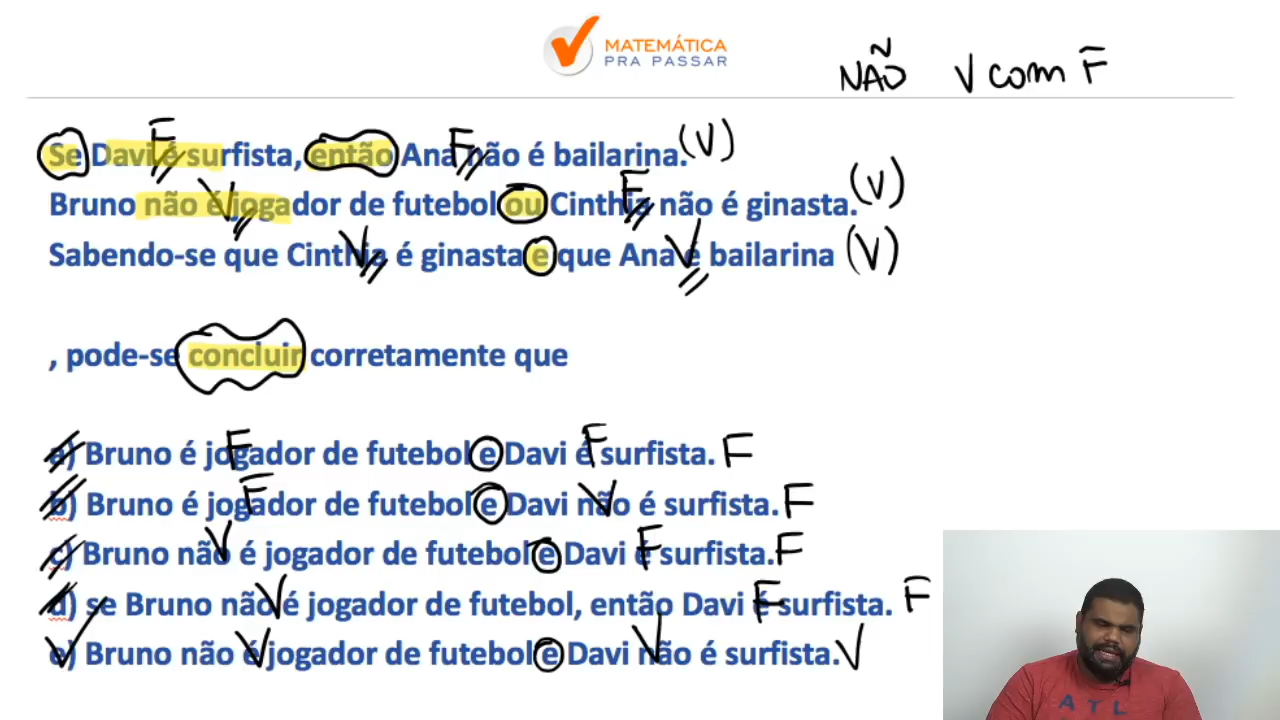 MATEMÁTICA
PRA PASSAR
NÃO V com F
F F
Se Davi é surfista, então Ana não é bailarina. (V)
V F
Bruno não é jogador de futebol ou Cinthia não é ginasta. (V)
V V
Sabendo-se que Cinthia é ginasta e que Ana é bailarina (V)
, pode-se concluir corretamente que
F F
a) Bruno é jogador de futebol e Davi é surfista. F
F V
b) Bruno é jogador de futebol e Davi não é surfista. F
V F
c) Bruno não é jogador de futebol e Davi é surfista. F
V F
d) se Bruno não é jogador de futebol, então Davi é surfista. F
V V
e) Bruno não é jogador de futebol e Davi não é surfista. V
ATL